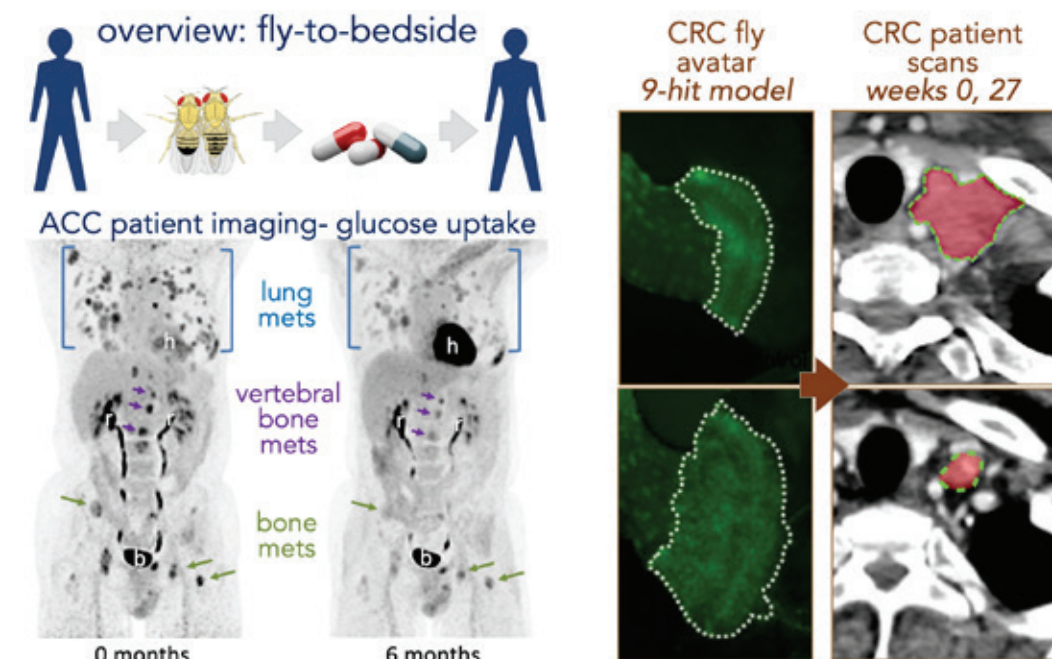 overview: fly-to-bedside
ACC patient imaging- glucose uptake
lung
mets
h
h
vertebral
bone
mets
r
r
r
r
bone
mets
b
b
0 months
6 months
CRC fly
avatar
9-hit model
CRC patient
scans
weeks 0, 27